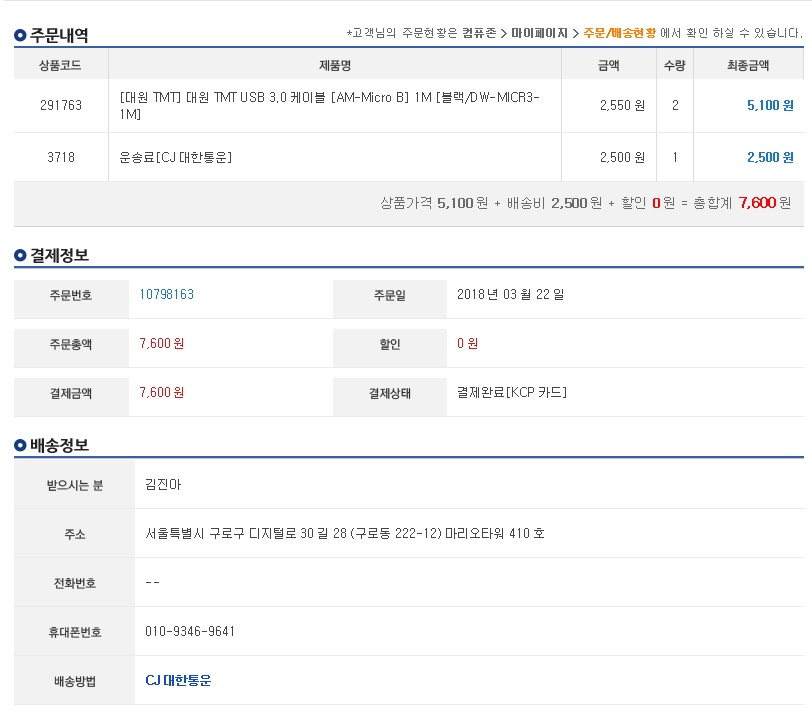 주문내역
*고객님의 주문현황은 컴퓨존 > 마이페이지 > 주문/배송현황 에서 확인 하실 수 있습니다.
상품코드 제품명 금액 수량 최종금액
291763 [대원 TMT] 대원 TMT USB 3.0 케이블 [AM-Micro B] 1M [블랙/DW-MICR3-1M] 2,550 원 2 5,100 원
3718 운송료[CJ 대한통운] 2,500 원 1 2,500 원
상품가격 5,100 원 + 배송비 2,500 원 + 할인 0 원 = 총합계 7,600 원
결제정보
주문번호 10798163 주문일 2018 년 03 월 22 일
주문총액 7,600 원 할인 0 원
결제금액 7,600 원 결제상태 결제완료[KCP 카드]
배송정보
받으시는 분 김진아
주소 서울특별시 구로구 디지털로 30 길 28 (구로동 222-12) 마리오타워 410 호
전화번호 --
휴대폰번호 010-9346-9641
배송방법 CJ 대한통운